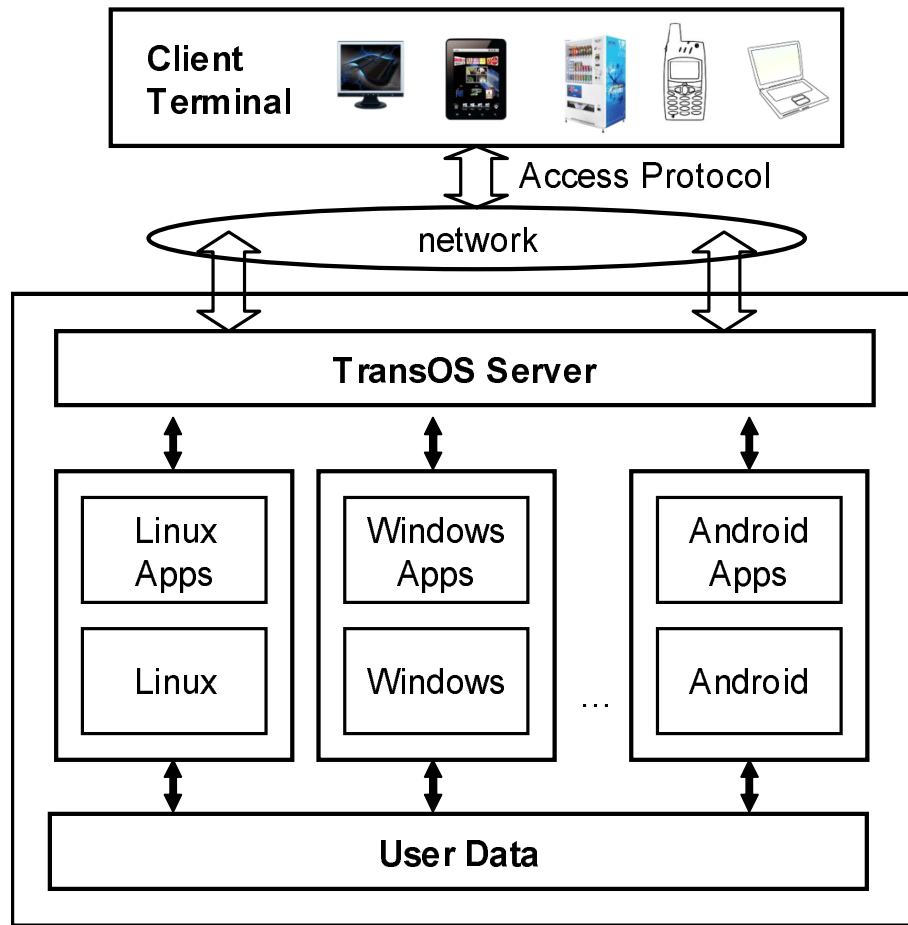 Client
Terminal
Access Protocol
network
TransOS Server
Linux
Apps
Windows
Apps
Android
Apps
Linux
Windows
...
Android
User Data